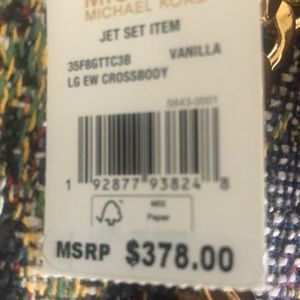 MICHAEL KORS
JET SET ITEM
35F8GTTC3B VANILLA
LG EW CROSSBODY
1 92877 93824 8
MIX
Paper
MSRP $378.00